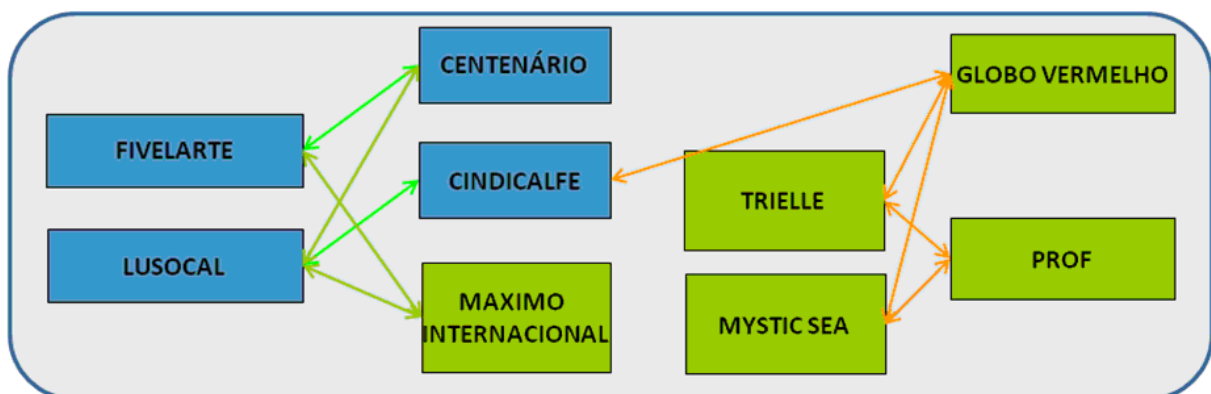 CENTENÁRIO
GLOBO VERMELHO
FIVELARTE
CINDICALFE
TRIELLE
LUSOCAL
PROF
MAXIMO
INTERNACIONAL
MYSTIC SEA